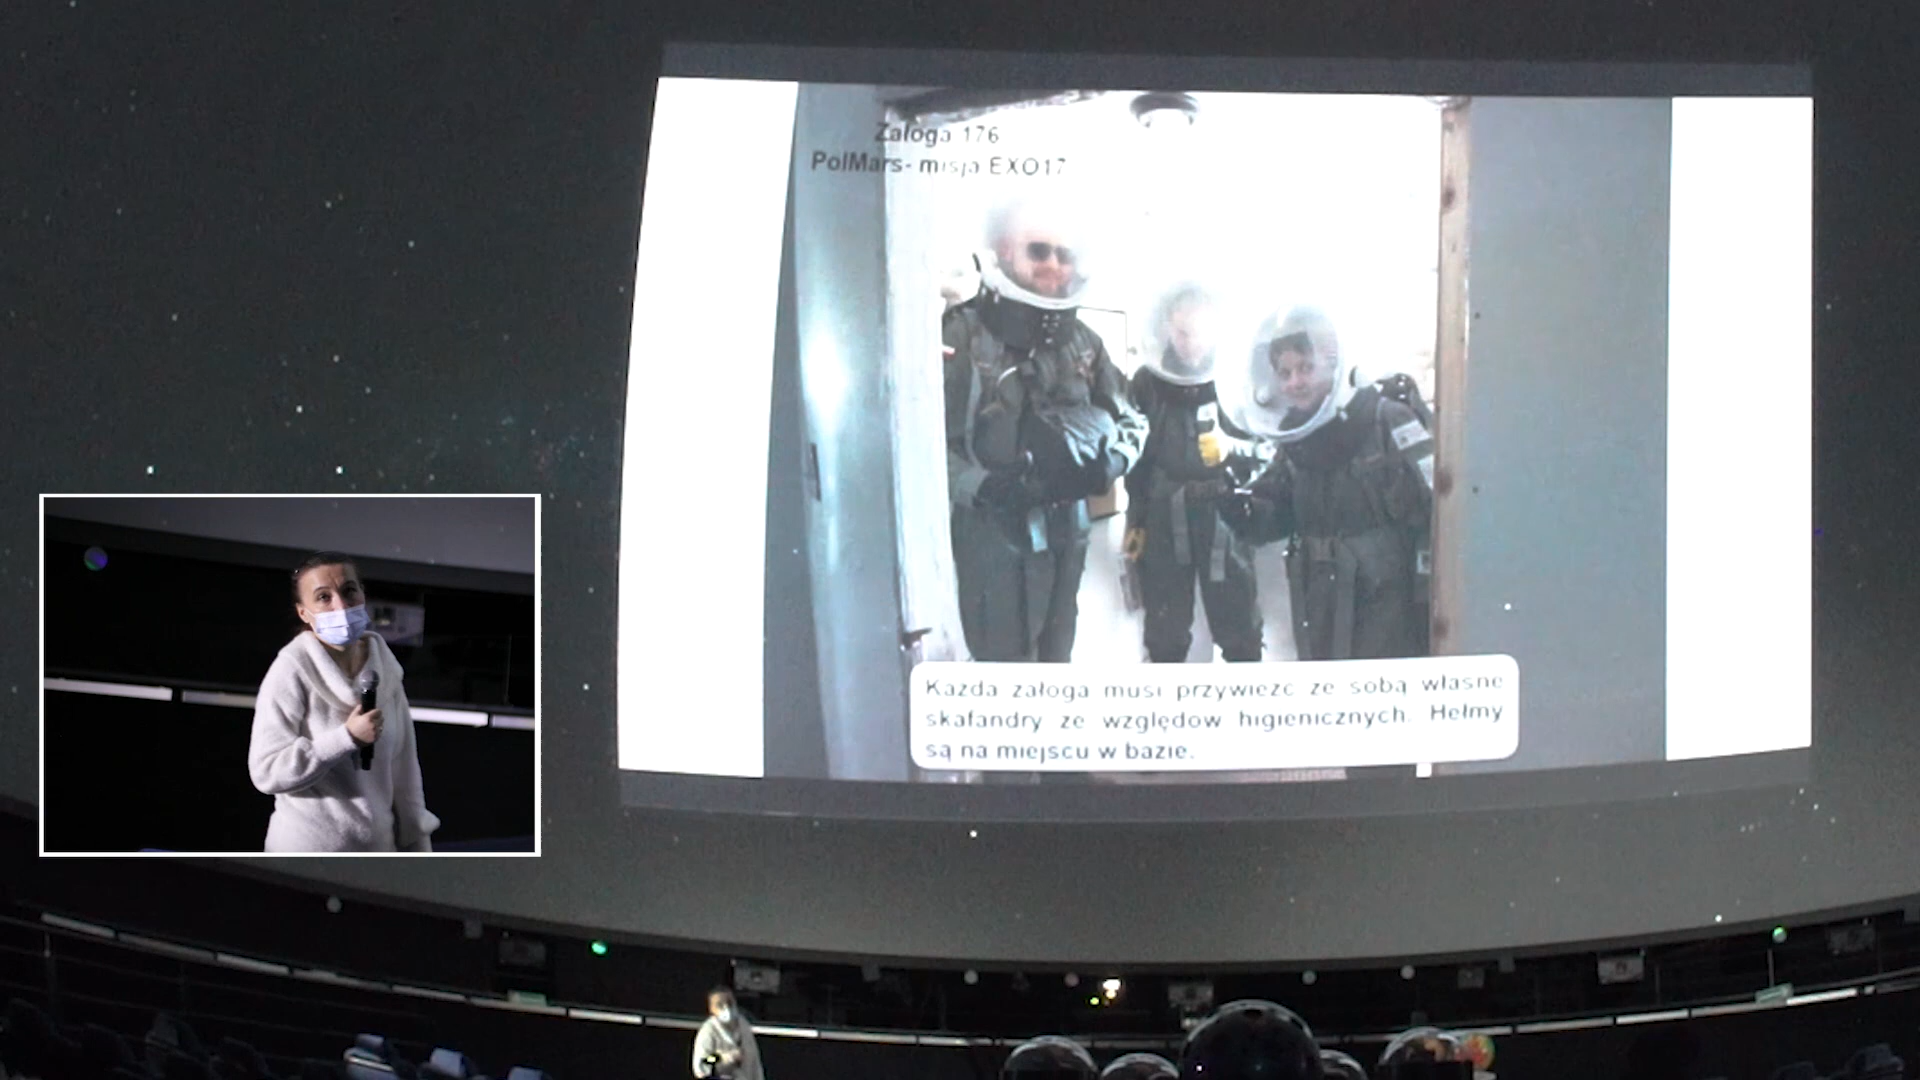 Załoga 176
PolMars- misja EXO17
Każda załoga musi przywieźć ze sobą własne
skafandry ze względów higienicznych. Hełmy
są na miejscu w bazie.